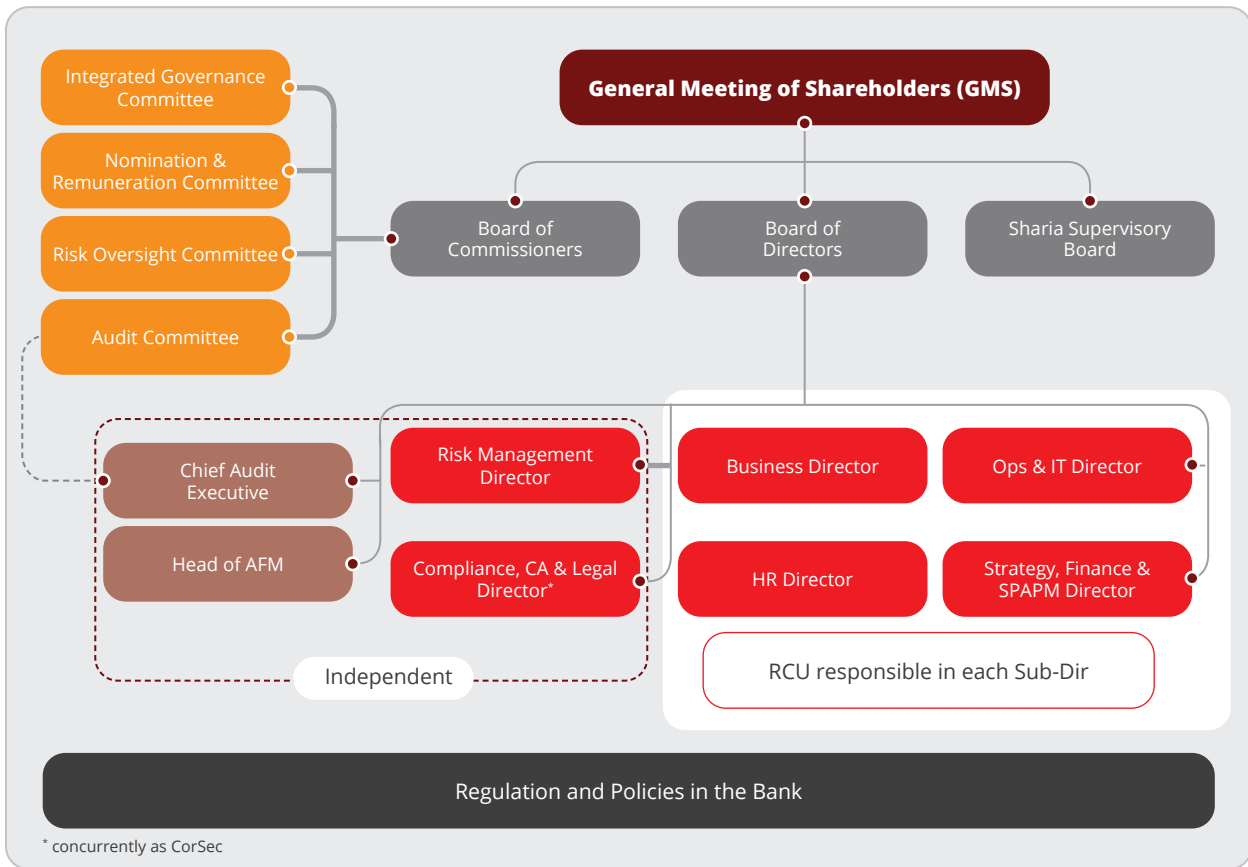 Integrated Governance
Committee
General Meeting of Shareholders (GMS)
Nomination &
Remuneration Committee
Risk Oversight Committee
Audit Committee
Board of
Commissioners
Board of
Directors
Sharia Supervisory
Board
Chief Audit
Executive
Head of AFM
Risk Management
Director
Compliance, CA & Legal
Director*
Independent
Business Director
Ops & IT Director
HR Director
Strategy, Finance &
SPAPM Director
RCU responsible in each Sub-Dir
Regulation and Policies in the Bank
* concurrently as CorSec